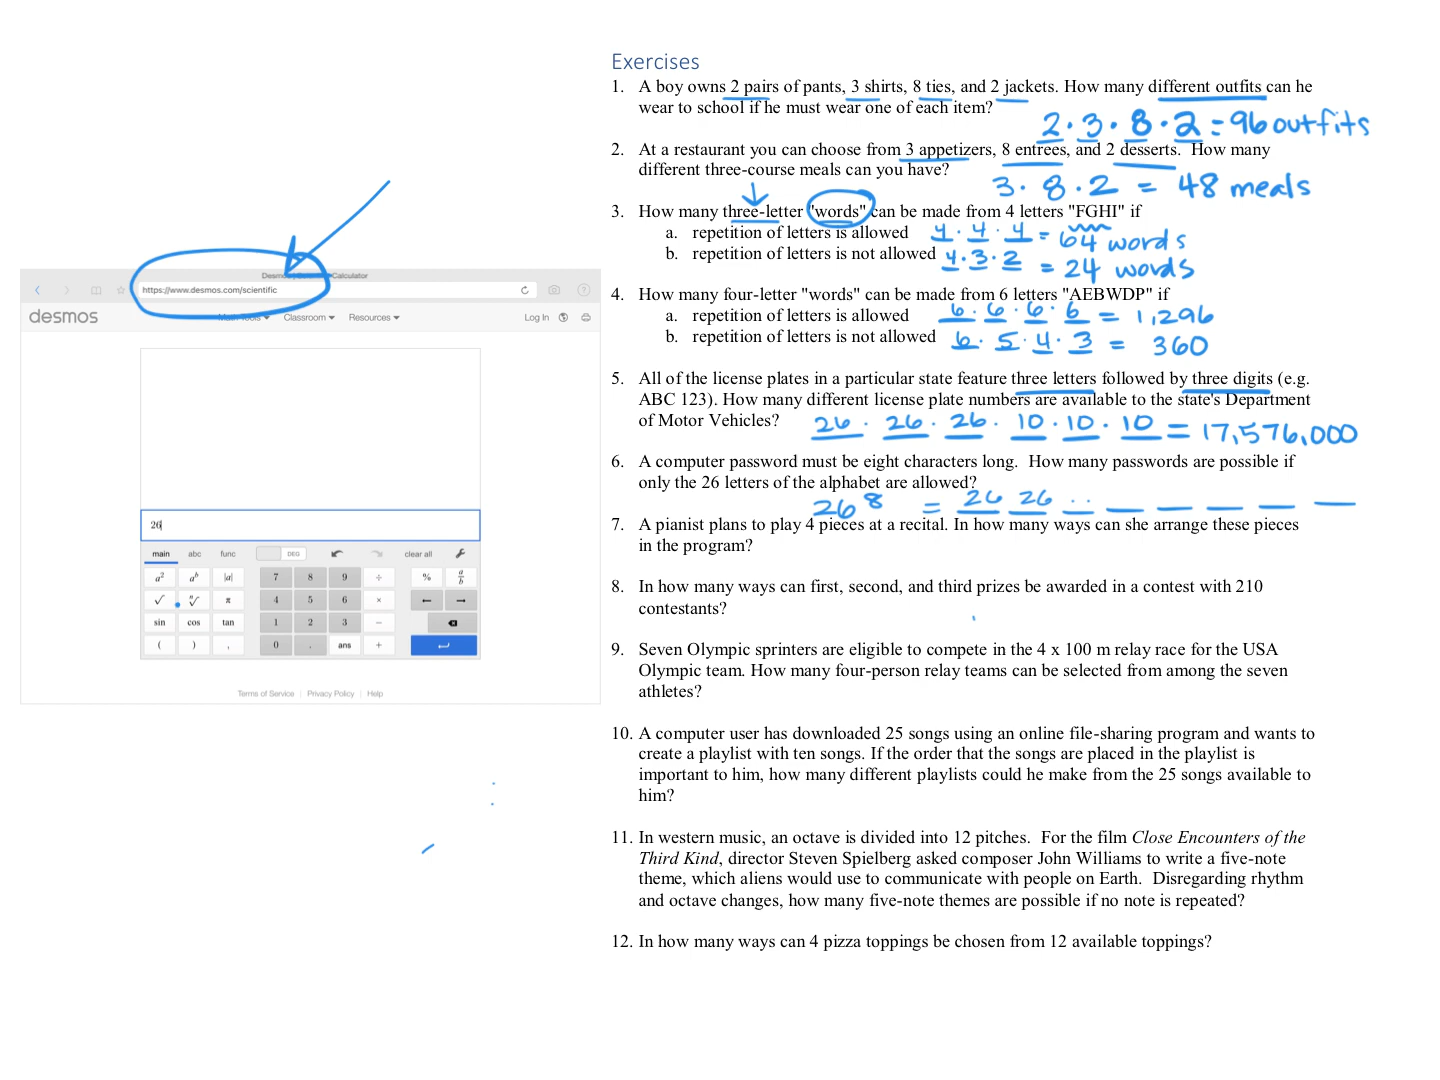 Exercises
1. A boy owns 2 pairs of pants, 3 shirts, 8 ties, and 2 jackets. How many different outfits can he
wear to school if he must wear one of each item?
2 · 3 · 8 · 2 = 96 outfits
2. At a restaurant you can choose from 3 appetizers, 8 entrees, and 2 desserts. How many
different three-course meals can you have?
3 · 8 · 2 = 48 meals
3. How many three-letter "words" can be made from 4 letters "FGHI" if
a. repetition of letters is allowed 4 · 4 · 4 = 64 words
b. repetition of letters is not allowed 4 · 3 · 2 = 24 words
4. How many four-letter "words" can be made from 6 letters "AEBWDP" if
a. repetition of letters is allowed 6 · 6 · 6 · 6 = 1,296
b. repetition of letters is not allowed 6 · 5 · 4 · 3 = 360
5. All of the license plates in a particular state feature three letters followed by three digits (e.g.
ABC 123). How many different license plate numbers are available to the state's Department
of Motor Vehicles? 26 · 26 · 26 · 10 · 10 · 10 = 17,576,000
6. A computer password must be eight characters long. How many passwords are possible if
only the 26 letters of the alphabet are allowed?
26⁸ = 26 26 ..
7. A pianist plans to play 4 pieces at a recital. In how many ways can she arrange these pieces
in the program?
8. In how many ways can first, second, and third prizes be awarded in a contest with 210
contestants?
9. Seven Olympic sprinters are eligible to compete in the 4 x 100 m relay race for the USA
Olympic team. How many four-person relay teams can be selected from among the seven
athletes?
10. A computer user has downloaded 25 songs using an online file-sharing program and wants to
create a playlist with ten songs. If the order that the songs are placed in the playlist is
important to him, how many different playlists could he make from the 25 songs available to
him?
11. In western music, an octave is divided into 12 pitches. For the film Close Encounters of the
Third Kind, director Steven Spielberg asked composer John Williams to write a five-note
theme, which aliens would use to communicate with people on Earth. Disregarding rhythm
and octave changes, how many five-note themes are possible if no note is repeated?
12. In how many ways can 4 pizza toppings be chosen from 12 available toppings?
Calculator
https://www.desmos.com/scientific
desmos Classroom Resources Log In
26
main abc func DEG clear all
a² aᵇ |a| 7 8 9 ÷ % a/b
√ ⁿ√ π 4 5 6 × ← →
sin cos tan 1 2 3 −
( ) , 0 . ans +
Terms of Service | Privacy Policy | Help